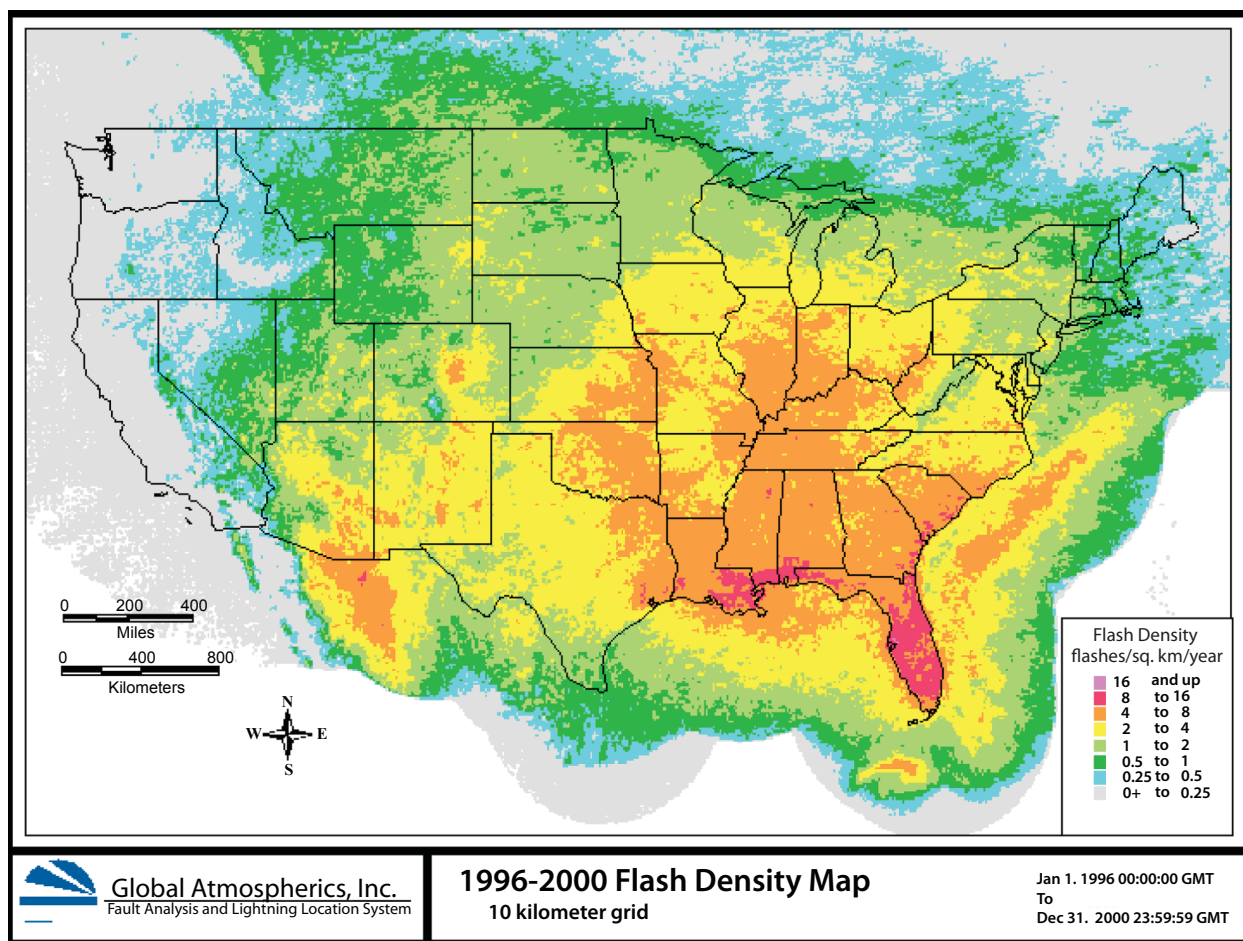 0 200 400
Miles
0 400 800
Kilometers
N
W E
S
Flash Density
flashes/sq. km/year
16 and up
8 to 16
4 to 8
2 to 4
1 to 2
0.5 to 1
0.25 to 0.5
0+ to 0.25
Global Atmospherics, Inc.
Fault Analysis and Lightning Location System
1996-2000 Flash Density Map
10 kilometer grid
Jan 1. 1996 00:00:00 GMT
To
Dec 31. 2000 23:59:59 GMT